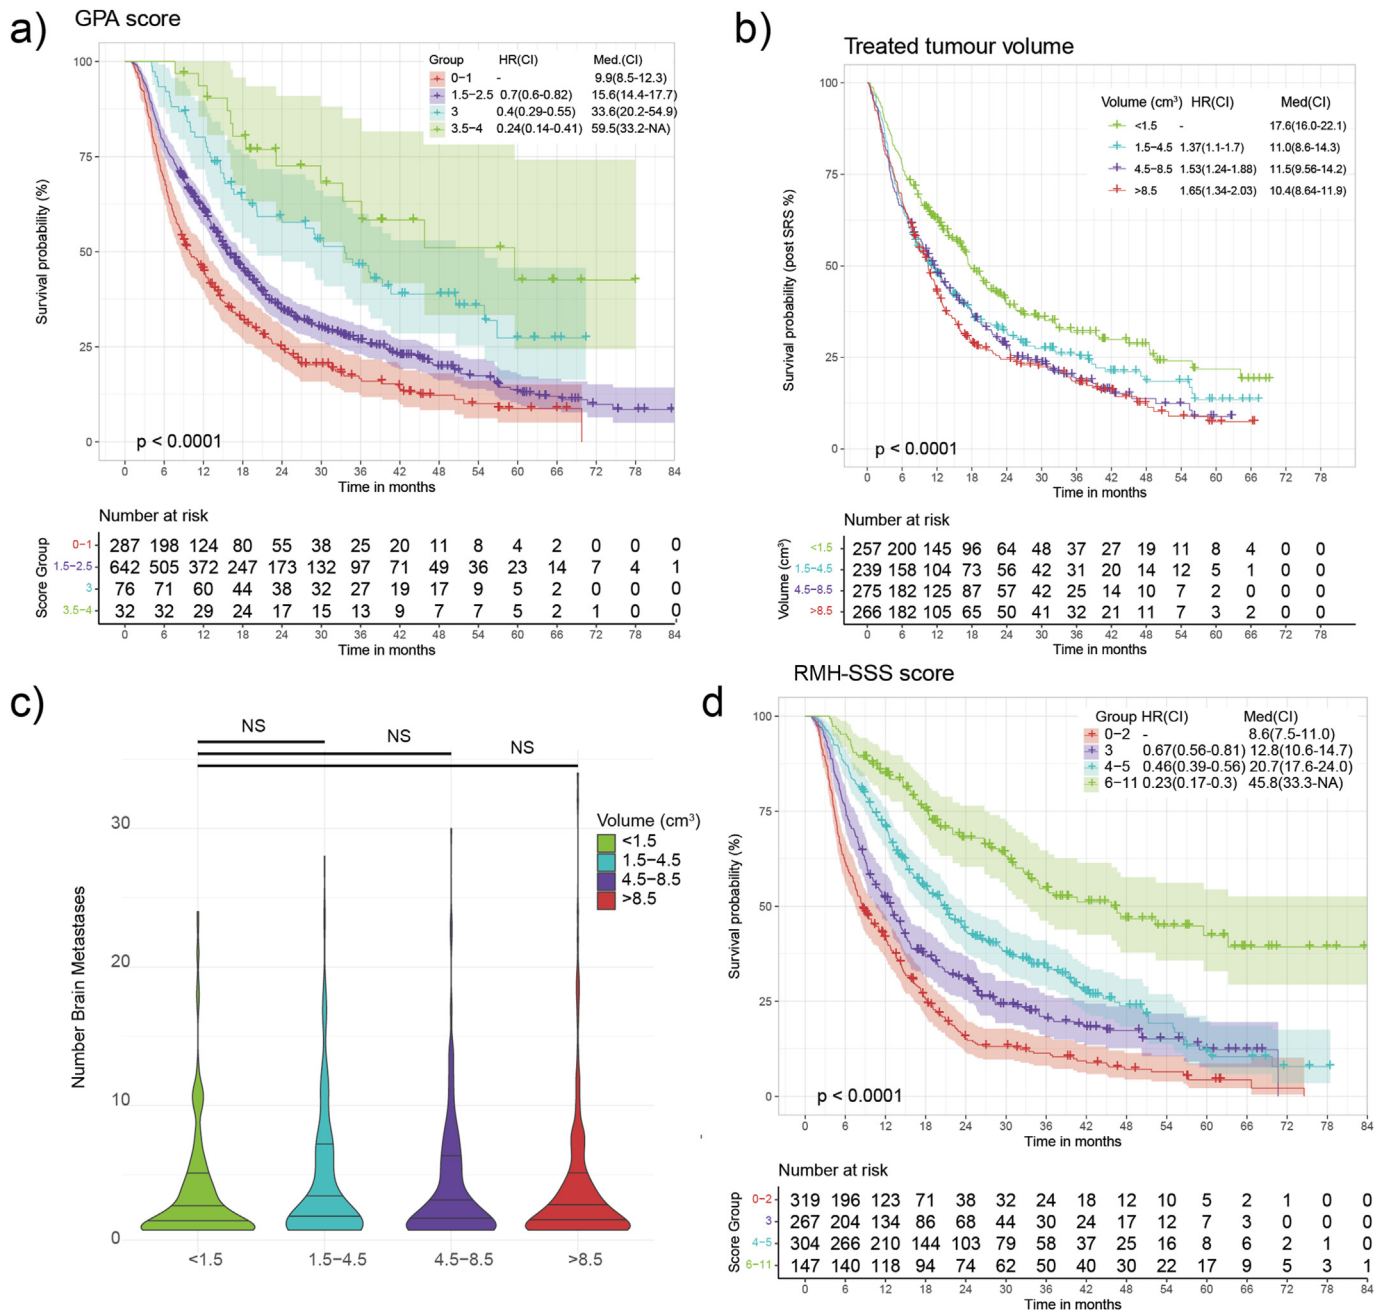 a)
GPA score
Group HR(CI) Med.(CI)
0−1 - 9.9(8.5-12.3)
1.5−2.5 0.7(0.6-0.82) 15.6(14.4-17.7)
3 0.4(0.29-0.55) 33.6(20.2-54.9)
3.5−4 0.24(0.14-0.41) 59.5(33.2-NA)
Survival probability (%)
100
75
50
25
0
p < 0.0001
0 6 12 18 24 30 36 42 48 54 60 66 72 78 84
Time in months
Number at risk
Score Group
0−1 287 198 124 80 55 38 25 20 11 8 4 2 0 0 0
1.5−2.5 642 505 372 247 173 132 97 71 49 36 23 14 7 4 1
3 76 71 60 44 38 32 27 19 17 9 5 2 0 0 0
3.5−4 32 32 29 24 17 15 13 9 7 7 5 2 1 0 0
0 6 12 18 24 30 36 42 48 54 60 66 72 78 84
Time in months
b)
Treated tumour volume
Volume (cm³) HR(CI) Med(CI)
<1.5 - 17.6(16.0-22.1)
1.5−4.5 1.37(1.1-1.7) 11.0(8.6-14.3)
4.5−8.5 1.53(1.24-1.88) 11.5(9.56-14.2)
>8.5 1.65(1.34-2.03) 10.4(8.64-11.9)
Survival probability (post SRS %)
100
75
50
25
0
p < 0.0001
0 6 12 18 24 30 36 42 48 54 60 66 72 78
Time in months
Number at risk
Volume (cm³)
<1.5 257 200 145 96 64 48 37 27 19 11 8 4 0 0
1.5−4.5 239 158 104 73 56 42 31 20 14 12 5 1 0 0
4.5−8.5 275 182 125 87 57 42 25 14 10 7 2 0 0 0
>8.5 266 182 105 65 50 41 32 21 11 7 3 2 0 0
0 6 12 18 24 30 36 42 48 54 60 66 72 78
Time in months
c)
NS
NS
NS
Volume (cm³)
<1.5
1.5−4.5
4.5−8.5
>8.5
Number Brain Metastases
30
20
10
0
<1.5 1.5−4.5 4.5−8.5 >8.5
d
RMH-SSS score
Group HR(CI) Med(CI)
0−2 - 8.6(7.5-11.0)
3 0.67(0.56-0.81) 12.8(10.6-14.7)
4−5 0.46(0.39-0.56) 20.7(17.6-24.0)
6−11 0.23(0.17-0.3) 45.8(33.3-NA)
Survival probability (%)
100
75
50
25
0
p < 0.0001
0 6 12 18 24 30 36 42 48 54 60 66 72 78 84
Time in months
Number at risk
Score Group
0−2 319 196 123 71 38 32 24 18 12 10 5 2 1 0 0
3 267 204 134 86 68 44 30 24 17 12 7 3 0 0 0
4−5 304 266 210 144 103 79 58 37 25 16 8 6 2 1 0
6−11 147 140 118 94 74 62 50 40 30 22 17 9 5 3 1
0 6 12 18 24 30 36 42 48 54 60 66 72 78 84
Time in months